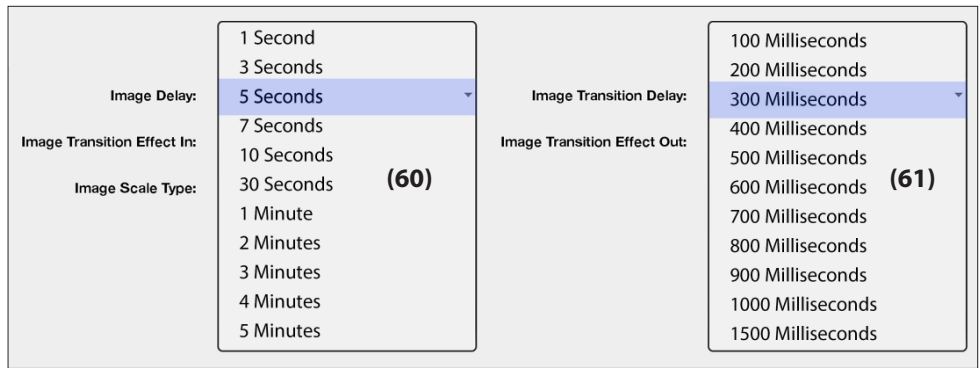 1 Second
3 Seconds
Image Delay: 5 Seconds
7 Seconds
Image Transition Effect In:
10 Seconds
Image Scale Type: 30 Seconds (60)
1 Minute
2 Minutes
3 Minutes
4 Minutes
5 Minutes
100 Milliseconds
200 Milliseconds
Image Transition Delay: 300 Milliseconds
400 Milliseconds
Image Transition Effect Out:
500 Milliseconds
600 Milliseconds (61)
700 Milliseconds
800 Milliseconds
900 Milliseconds
1000 Milliseconds
1500 Milliseconds